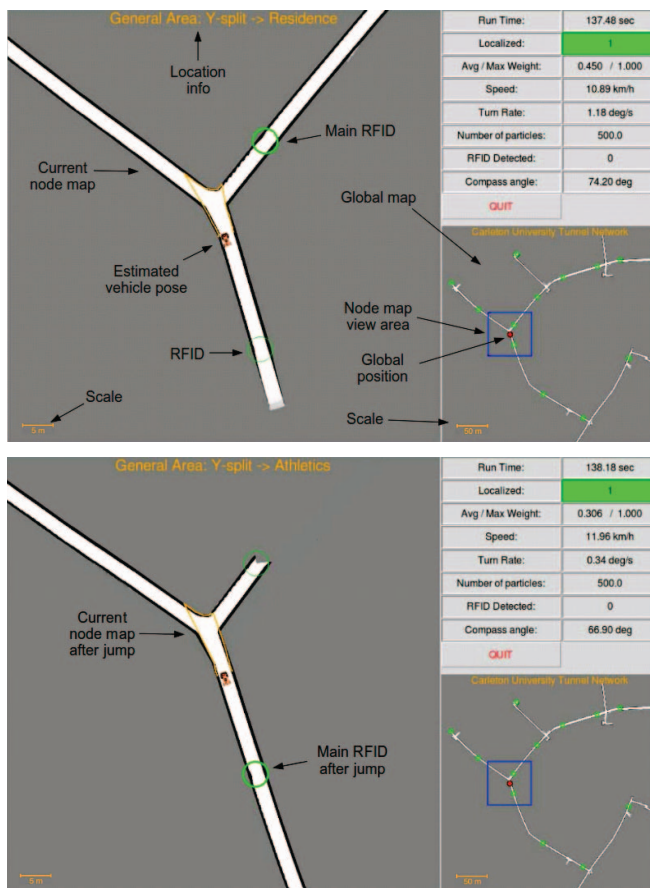 General Area: Y-split -> Residence
Location
info
Main RFID
Current
node map
Estimated
vehicle pose
RFID
Scale
5 m
Run Time: 137.48 sec
Localized: 1
Avg / Max Weight: 0.450 / 1.000
Speed: 10.89 km/h
Turn Rate: 1.18 deg/s
Number of particles: 500.0
RFID Detected: 0
Compass angle: 74.20 deg
QUIT
Carleton University Tunnel Network
Global map
Node map
view area
Global
position
Scale
50 m
General Area: Y-split -> Athletics
Current
node map
after jump
Main RFID
after jump
5 m
Run Time: 138.18 sec
Localized: 1
Avg / Max Weight: 0.306 / 1.000
Speed: 11.96 km/h
Turn Rate: 0.34 deg/s
Number of particles: 500.0
RFID Detected: 0
Compass angle: 66.90 deg
QUIT
Carleton University Tunnel Network
50 m